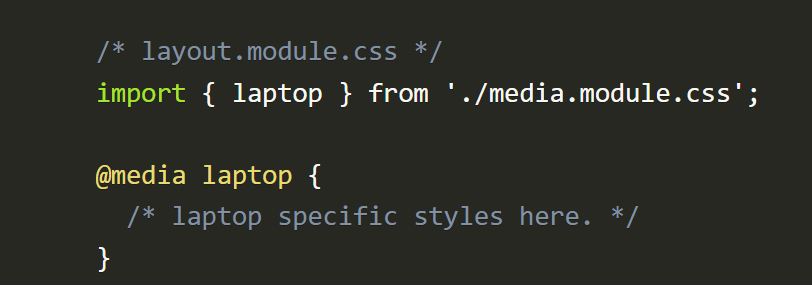 /* layout.module.css */
import { laptop } from './media.module.css';
@media laptop {
/* laptop specific styles here. */
}